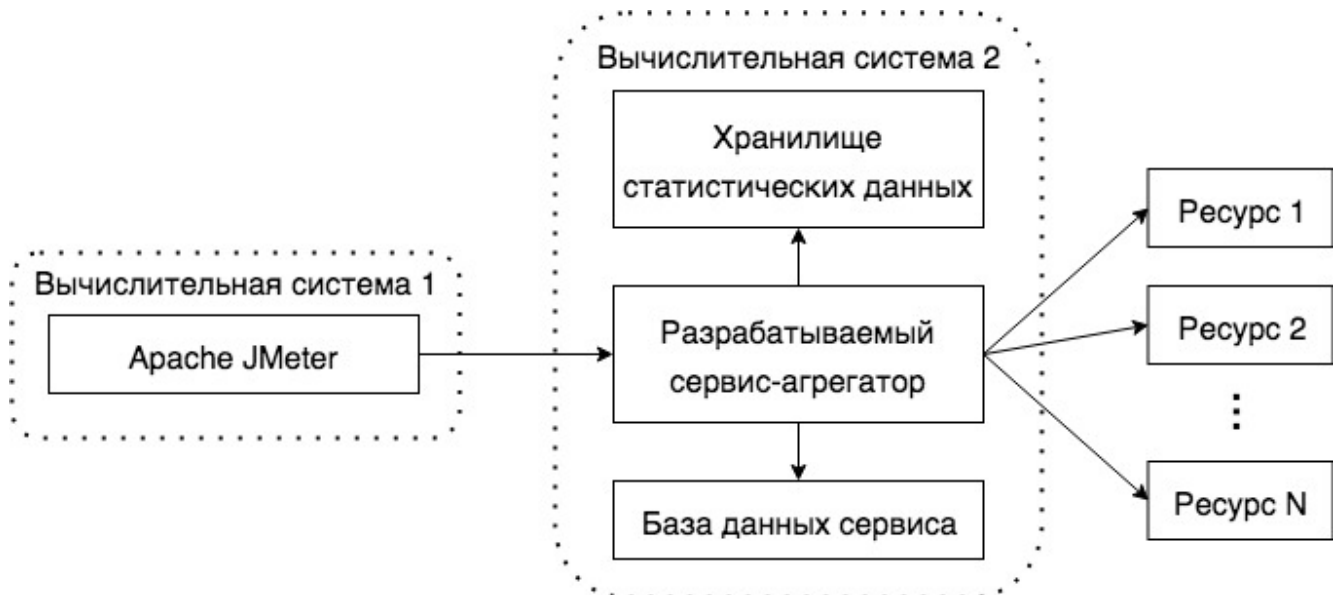 Вычислительная система 2
Хранилище
статистических данных
Ресурс 1
Вычислительная система 1
Apache JMeter
Разрабатываемый
сервис-агрегатор
Ресурс 2
База данных сервиса
Ресурс N